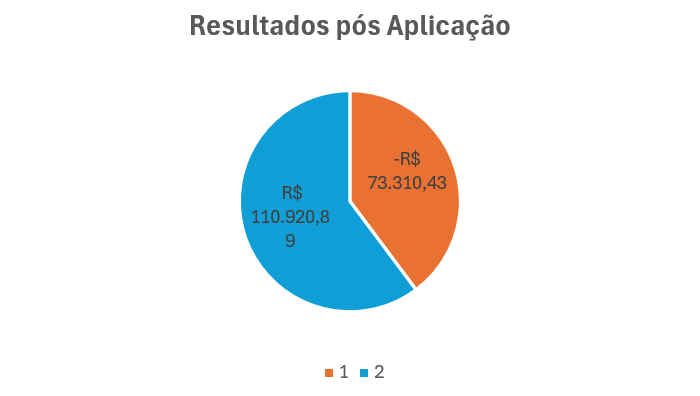 Resultados pós Aplicação
-R$
73.310,43
R$
110.920,8
9
1 2